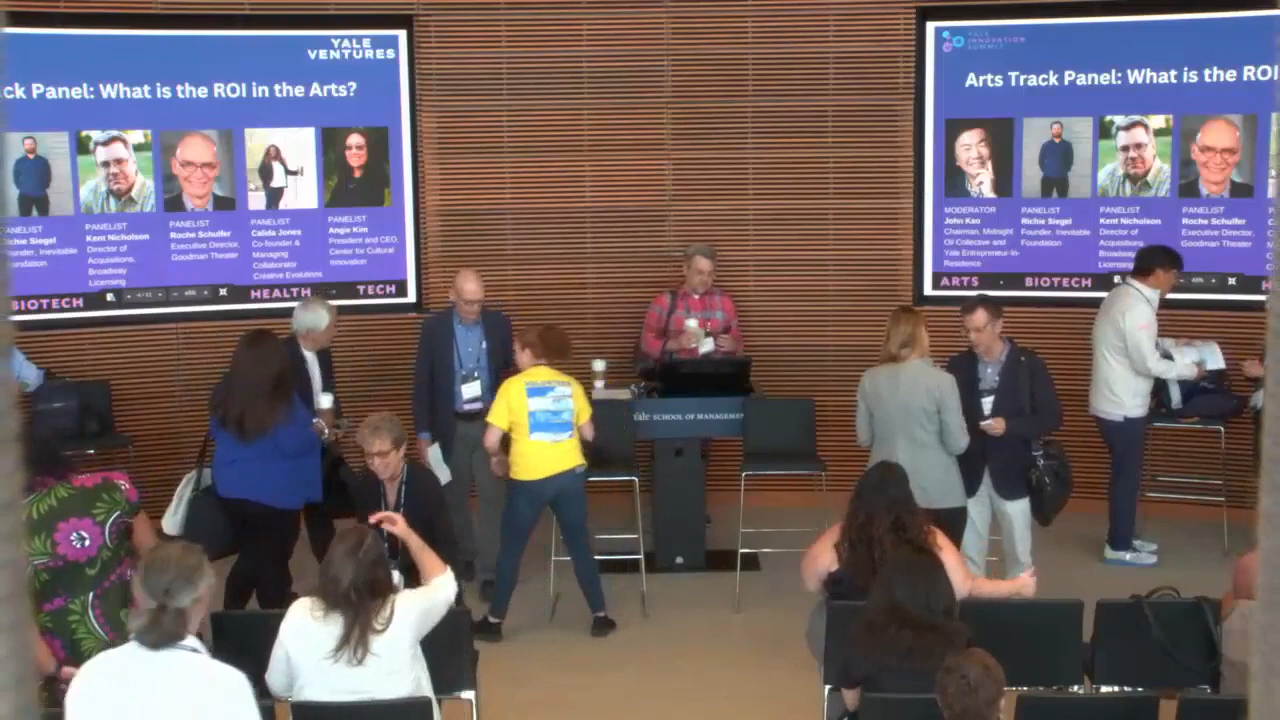 YALE
VENTURES
ck Panel: What is the ROI in the Arts?
PANELIST
Richie Siegel
Founder, Inevitable
Foundation
PANELIST
Kent Nicholson
Director of
Acquisitions,
Broadway
Licensing
PANELIST
Roche Schulfer
Executive Director,
Goodman Theater
PANELIST
Calida Jones
Co-founder &
Managing
Collaborator
Creative Evolutions
PANELIST
Angie Kim
President and CEO,
Center for Cultural
Innovation
BIOTECH
HEALTH
TECH
YALE
INNOVATION
SUMMIT
Arts Track Panel: What is the ROI
MODERATOR
John Kao
Chairman, Midnight
Oil Collective and
Yale Entrepreneur-In-
Residence
PANELIST
Richie Siegel
Founder, Inevitable
Foundation
PANELIST
Kent Nicholson
Director of
Acquisitions,
Broadway
Licensing
PANELIST
Roche Schulfer
Executive Director,
Goodman Theater
ARTS
BIOTECH
H
VOLUNTEER
Yale SCHOOL OF MANAGEMENT